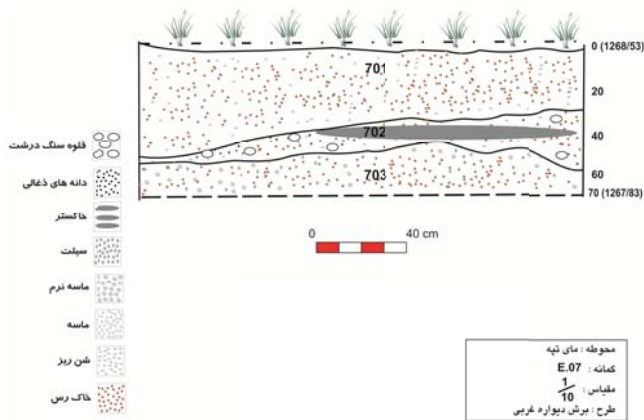 0 (1268/53)
701
20
702
40
703
60
70 (1267/83)
0 40 cm
قلوه سنگ درشت
دانه های ذغالی
خاکستر
سیلت
ماسه نرم
ماسه
شن ریز
خاک رس
محوطه : مای تپه
گمانه : E.07
مقیاس : 1/10
طرح : برش دیواره غربی